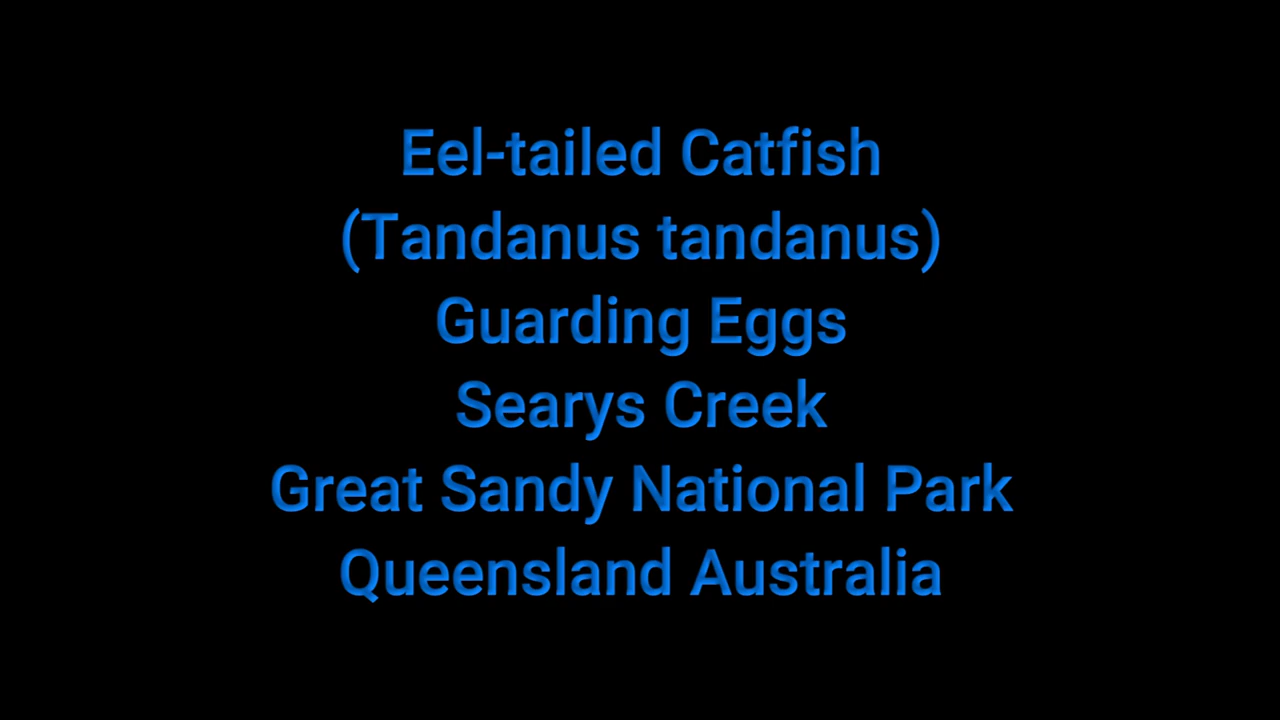 Eel-tailed Catfish
(Tandanus tandanus)
Guarding Eggs
Searys Creek
Great Sandy National Park
Queensland Australia